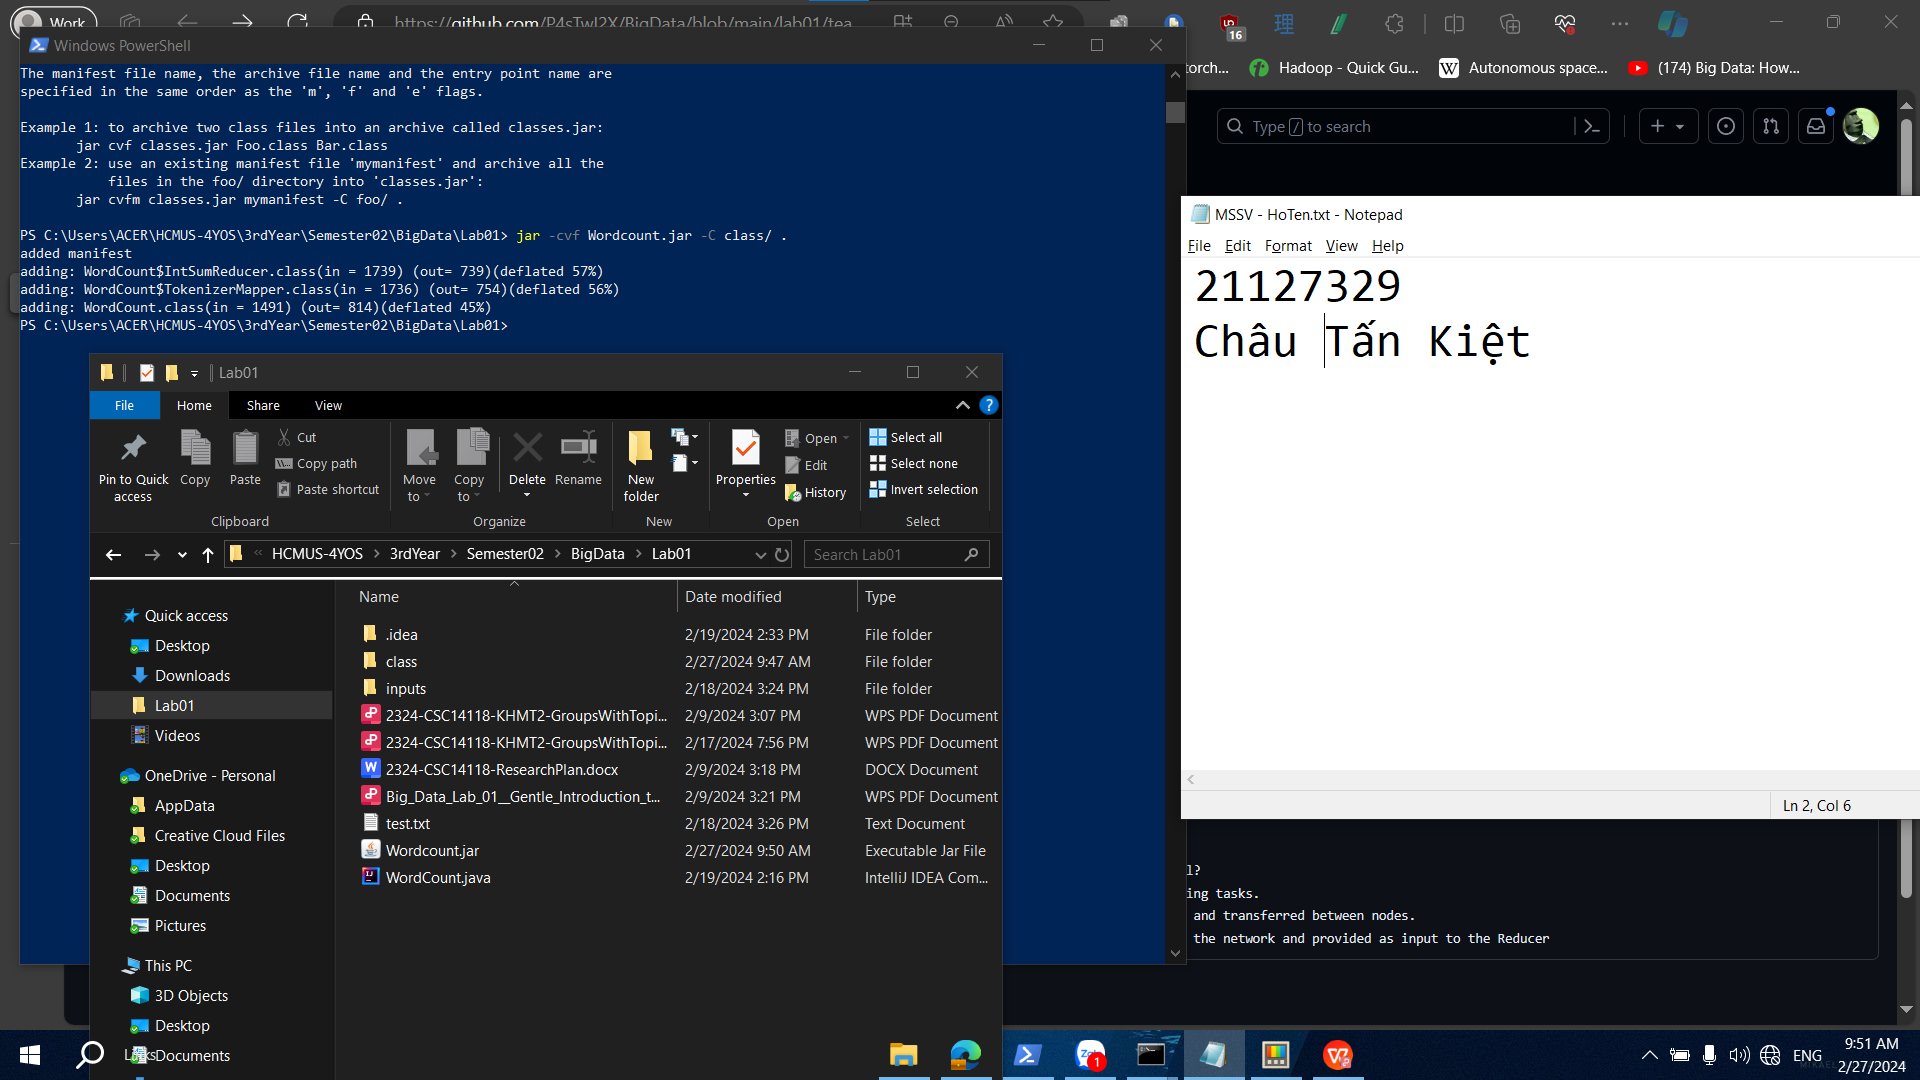 Work
https://github.com/P4sTwI2X/BigData/blob/main/lab01/tea
16
Windows PowerShell
The manifest file name, the archive file name and the entry point name are
specified in the same order as the 'm', 'f' and 'e' flags.
Example 1: to archive two class files into an archive called classes.jar:
jar cvf classes.jar Foo.class Bar.class
Example 2: use an existing manifest file 'mymanifest' and archive all the
files in the foo/ directory into 'classes.jar':
jar cvfm classes.jar mymanifest -C foo/ .
PS C:\Users\ACER\HCMUS-4YOS\3rdYear\Semester02\BigData\Lab01> jar -cvf Wordcount.jar -C class/ .
added manifest
adding: WordCount$IntSumReducer.class(in = 1739) (out= 739)(deflated 57%)
adding: WordCount$TokenizerMapper.class(in = 1736) (out= 754)(deflated 56%)
adding: WordCount.class(in = 1491) (out= 814)(deflated 45%)
PS C:\Users\ACER\HCMUS-4YOS\3rdYear\Semester02\BigData\Lab01>
torch... Hadoop - Quick Gu... W Autonomous space... (174) Big Data: How...
Type / to search
MSSV - HoTen.txt - Notepad
File Edit Format View Help
21127329
Châu Tấn Kiệt
Ln 2, Col 6
Lab01
File Home Share View
Pin to Quick access
Copy
Paste
Cut
Copy path
Paste shortcut
Clipboard
Move to
Copy to
Delete
Rename
Organize
New folder
New
Properties
Open
Edit
History
Open
Select all
Select none
Invert selection
Select
HCMUS-4YOS > 3rdYear > Semester02 > BigData > Lab01
Search Lab01
Quick access
Desktop
Downloads
Lab01
Videos
OneDrive - Personal
AppData
Creative Cloud Files
Desktop
Documents
Pictures
This PC
3D Objects
Desktop
Documents
Name Date modified Type
.idea 2/19/2024 2:33 PM File folder
class 2/27/2024 9:47 AM File folder
inputs 2/18/2024 3:24 PM File folder
2324-CSC14118-KHMT2-GroupsWithTopi... 2/9/2024 3:07 PM WPS PDF Document
2324-CSC14118-KHMT2-GroupsWithTopi... 2/17/2024 7:56 PM WPS PDF Document
2324-CSC14118-ResearchPlan.docx 2/9/2024 3:18 PM DOCX Document
Big_Data_Lab_01__Gentle_Introduction_t... 2/9/2024 3:21 PM WPS PDF Document
test.txt 2/18/2024 3:26 PM Text Document
Wordcount.jar 2/27/2024 9:50 AM Executable Jar File
WordCount.java 2/19/2024 2:16 PM IntelliJ IDEA Com...
l?
ing tasks.
and transferred between nodes.
the network and provided as input to the Reducer
1
ENG
9:51 AM
2/27/2024